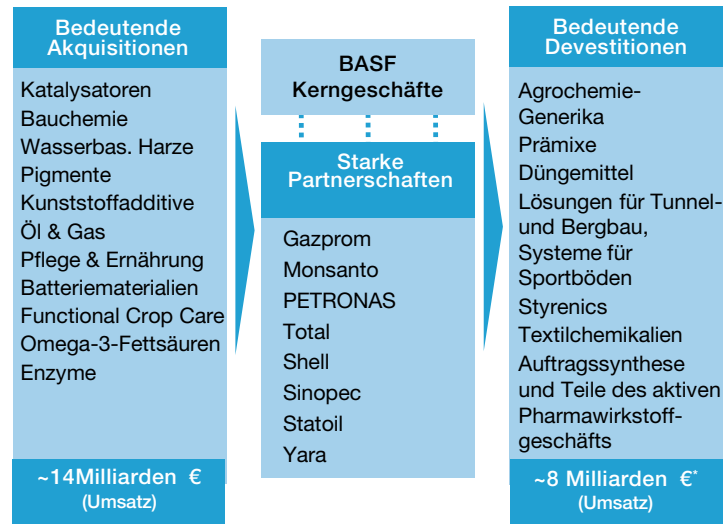 Bedeutende
Akquisitionen
Katalysatoren
Bauchemie
Wasserbas. Harze
Pigmente
Kunststoffadditive
Öl & Gas
Pflege & Ernährung
Batteriematerialien
Functional Crop Care
Omega-3-Fettsäuren
Enzyme
~14Milliarden €
(Umsatz)
BASF
Kerngeschäfte
Starke
Partnerschaften
Gazprom
Monsanto
PETRONAS
Total
Shell
Sinopec
Statoil
Yara
Bedeutende
Devestitionen
Agrochemie-
Generika
Prämixe
Düngemittel
Lösungen für Tunnel-
und Bergbau,
Systeme für
Sportböden
Styrenics
Textilchemikalien
Auftragssynthese
und Teile des aktiven
Pharmawirkstoff-
geschäfts
~8 Milliarden €*
(Umsatz)